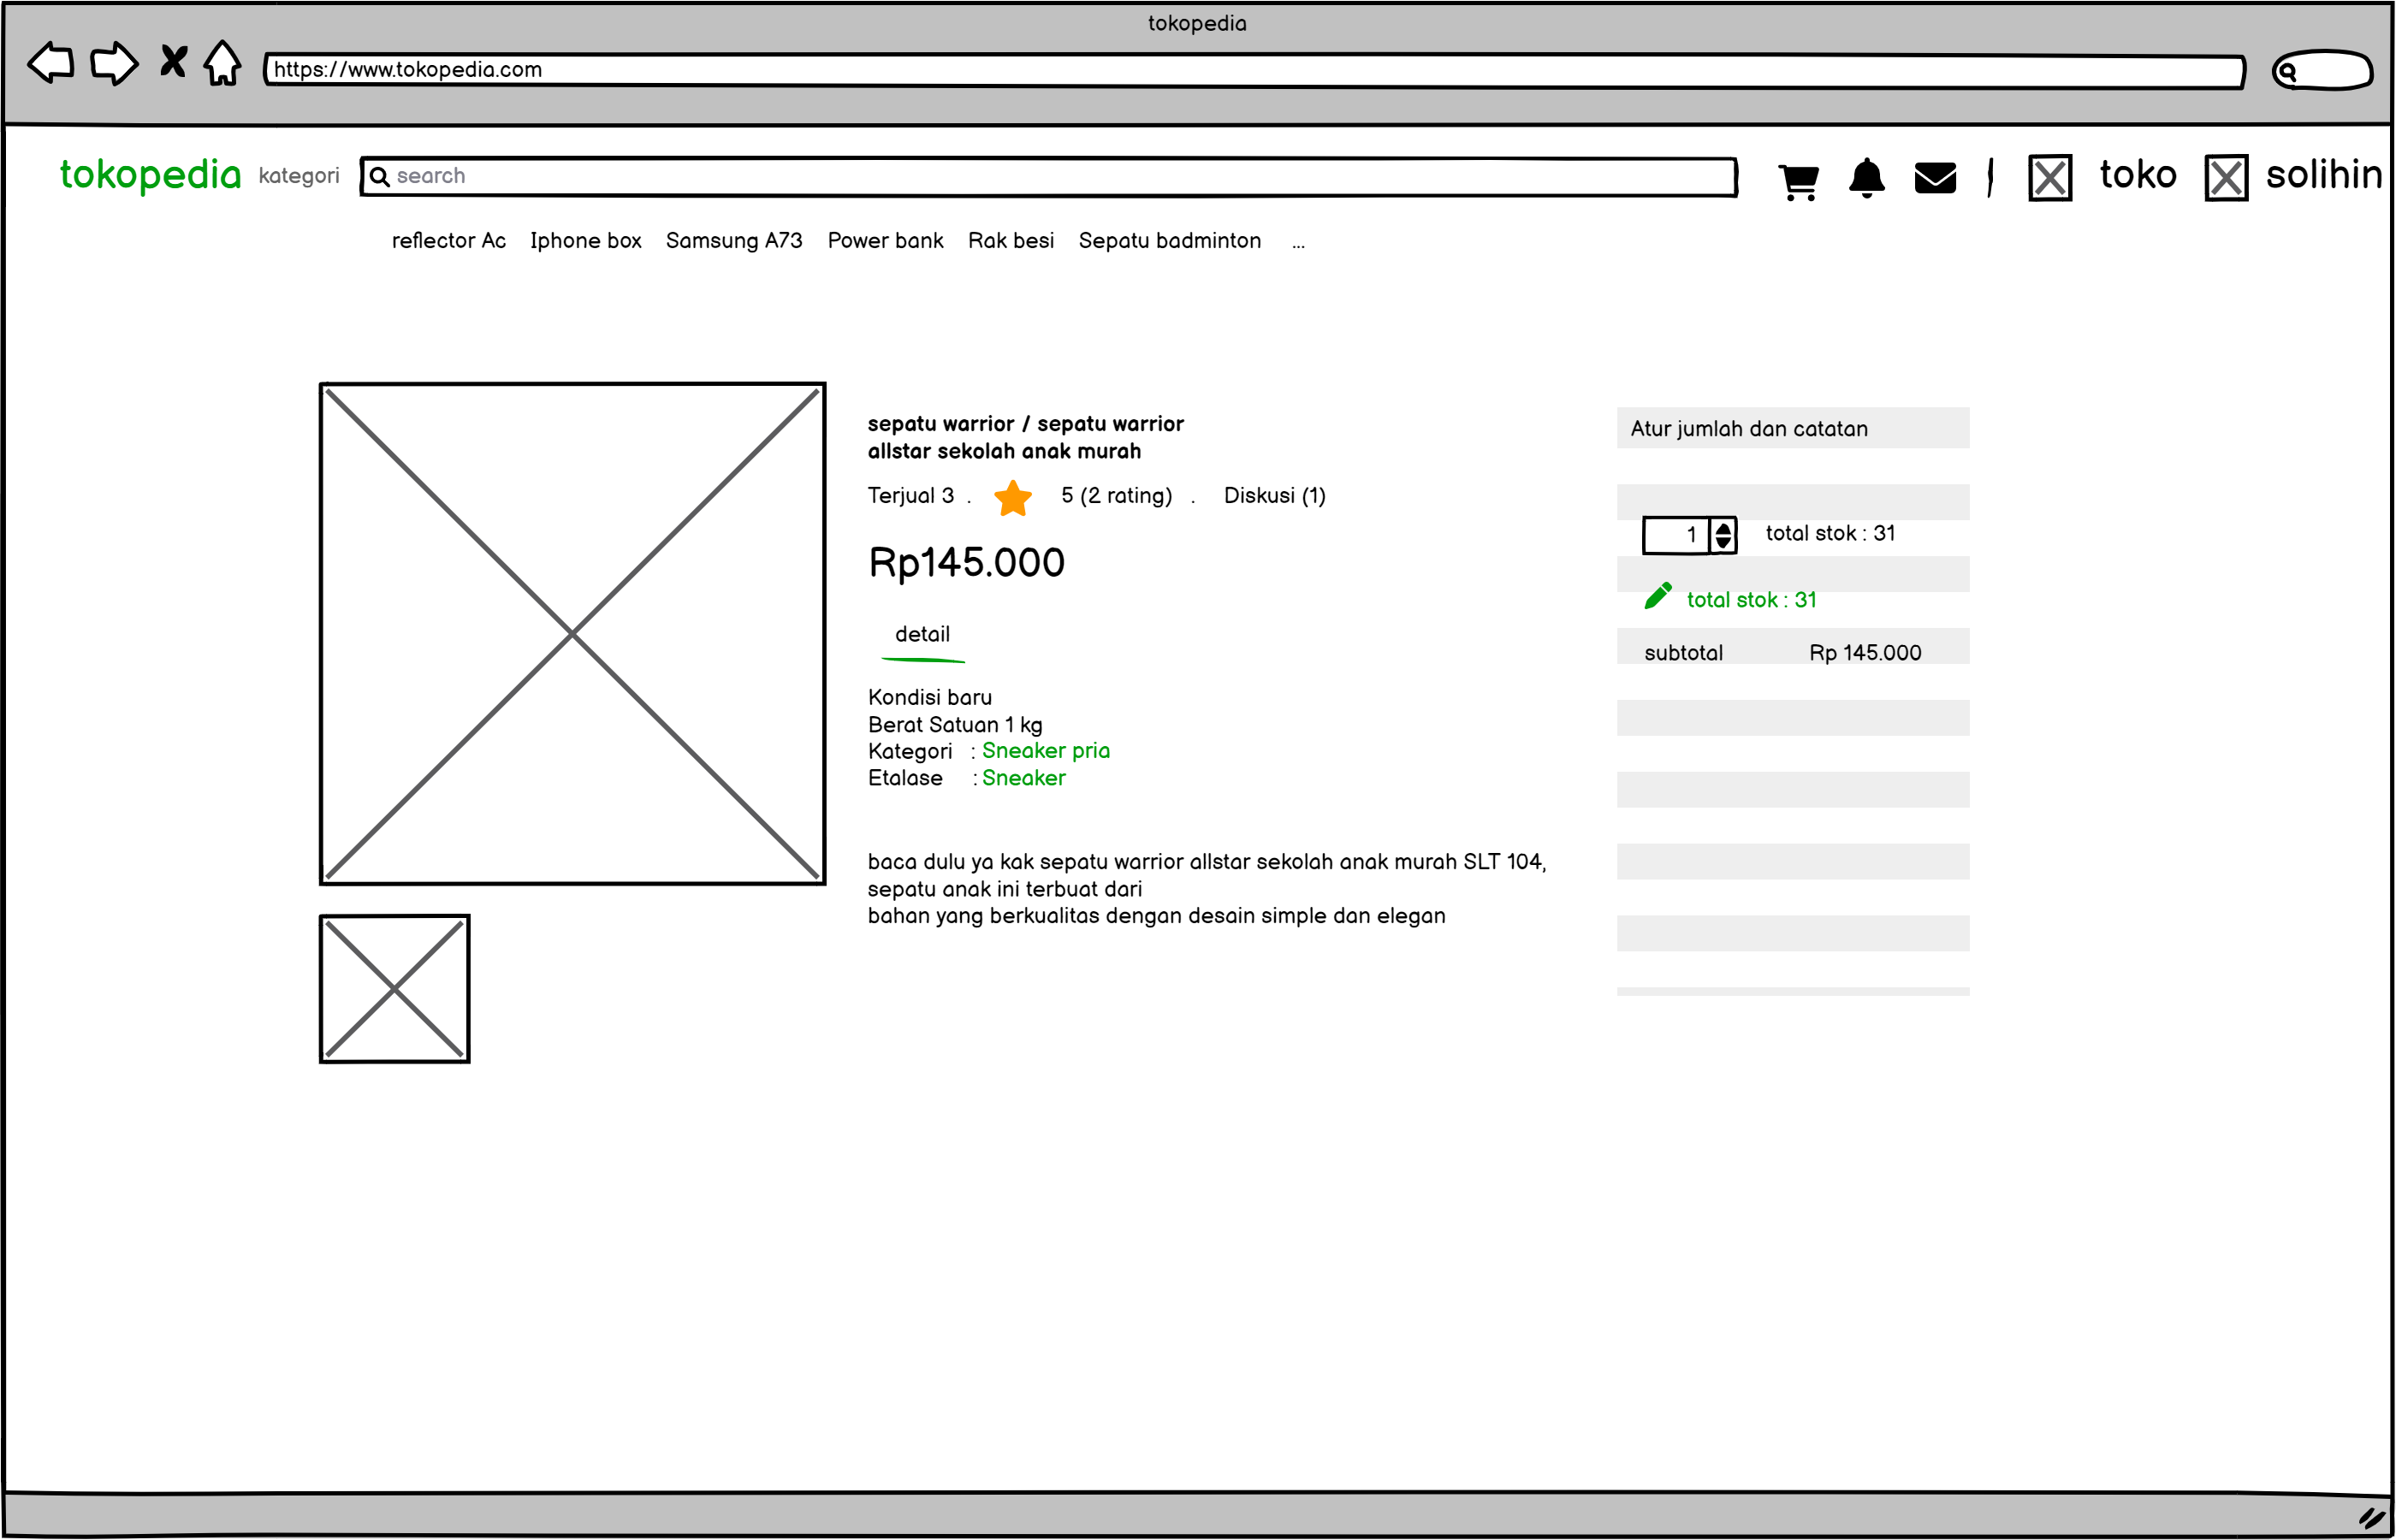 tokopedia
https://www.tokopedia.com
tokopedia kategori search toko solihin
reflector Ac Iphone box Samsung A73 Power bank Rak besi Sepatu badminton ...
sepatu warrior / sepatu warrior
allstar sekolah anak murah
Terjual 3 . 5 (2 rating) . Diskusi (1)
Rp145.000
detail
Kondisi baru
Berat Satuan 1 kg
Kategori : Sneaker pria
Etalase : Sneaker
baca dulu ya kak sepatu warrior allstar sekolah anak murah SLT 104,
sepatu anak ini terbuat dari
bahan yang berkualitas dengan desain simple dan elegan
Atur jumlah dan catatan
1 total stok : 31
total stok : 31
subtotal Rp 145.000